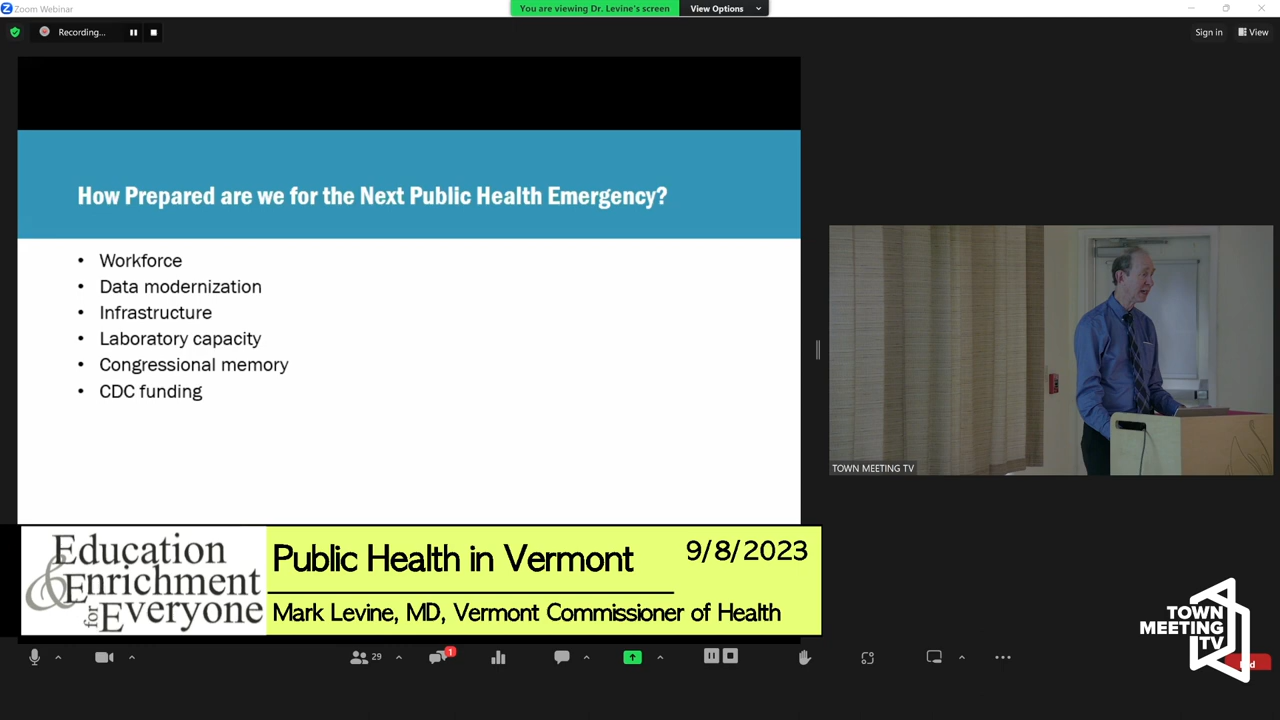 Zoom Webinar
You are viewing Dr. Levine's screen
View Options
Recording...
Sign in
View
How Prepared are we for the Next Public Health Emergency?
• Workforce
• Data modernization
• Infrastructure
• Laboratory capacity
• Congressional memory
• CDC funding
TOWN MEETING TV
Education
& Enrichment
for Everyone
Public Health in Vermont
9/8/2023
Mark Levine, MD, Vermont Commissioner of Health
29
1
TOWN
MEETING
TV